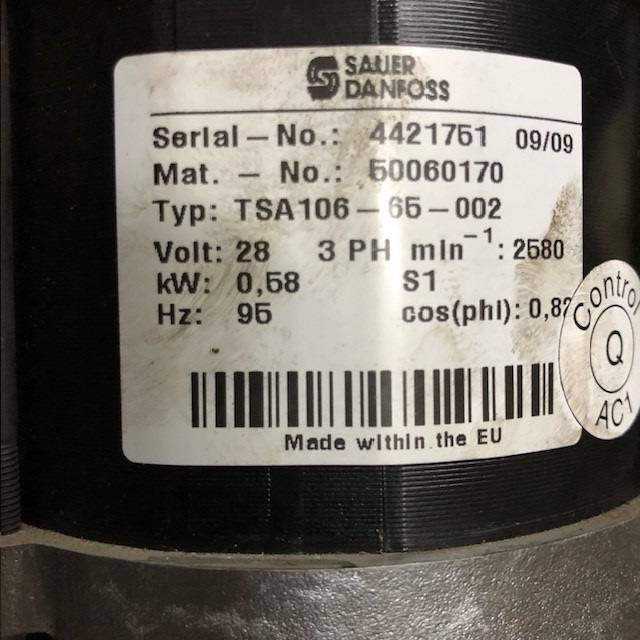 SAUER
DANFOSS
Serial-No.: 4421751 09/09
Mat. - No.: 50060170
Typ: TSA106-65-002
Volt: 28 3 PH min-1: 2580
kW: 0,58 S1
Hz: 95 cos(phi): 0,82
Made within the EU
Control
Q
AC1